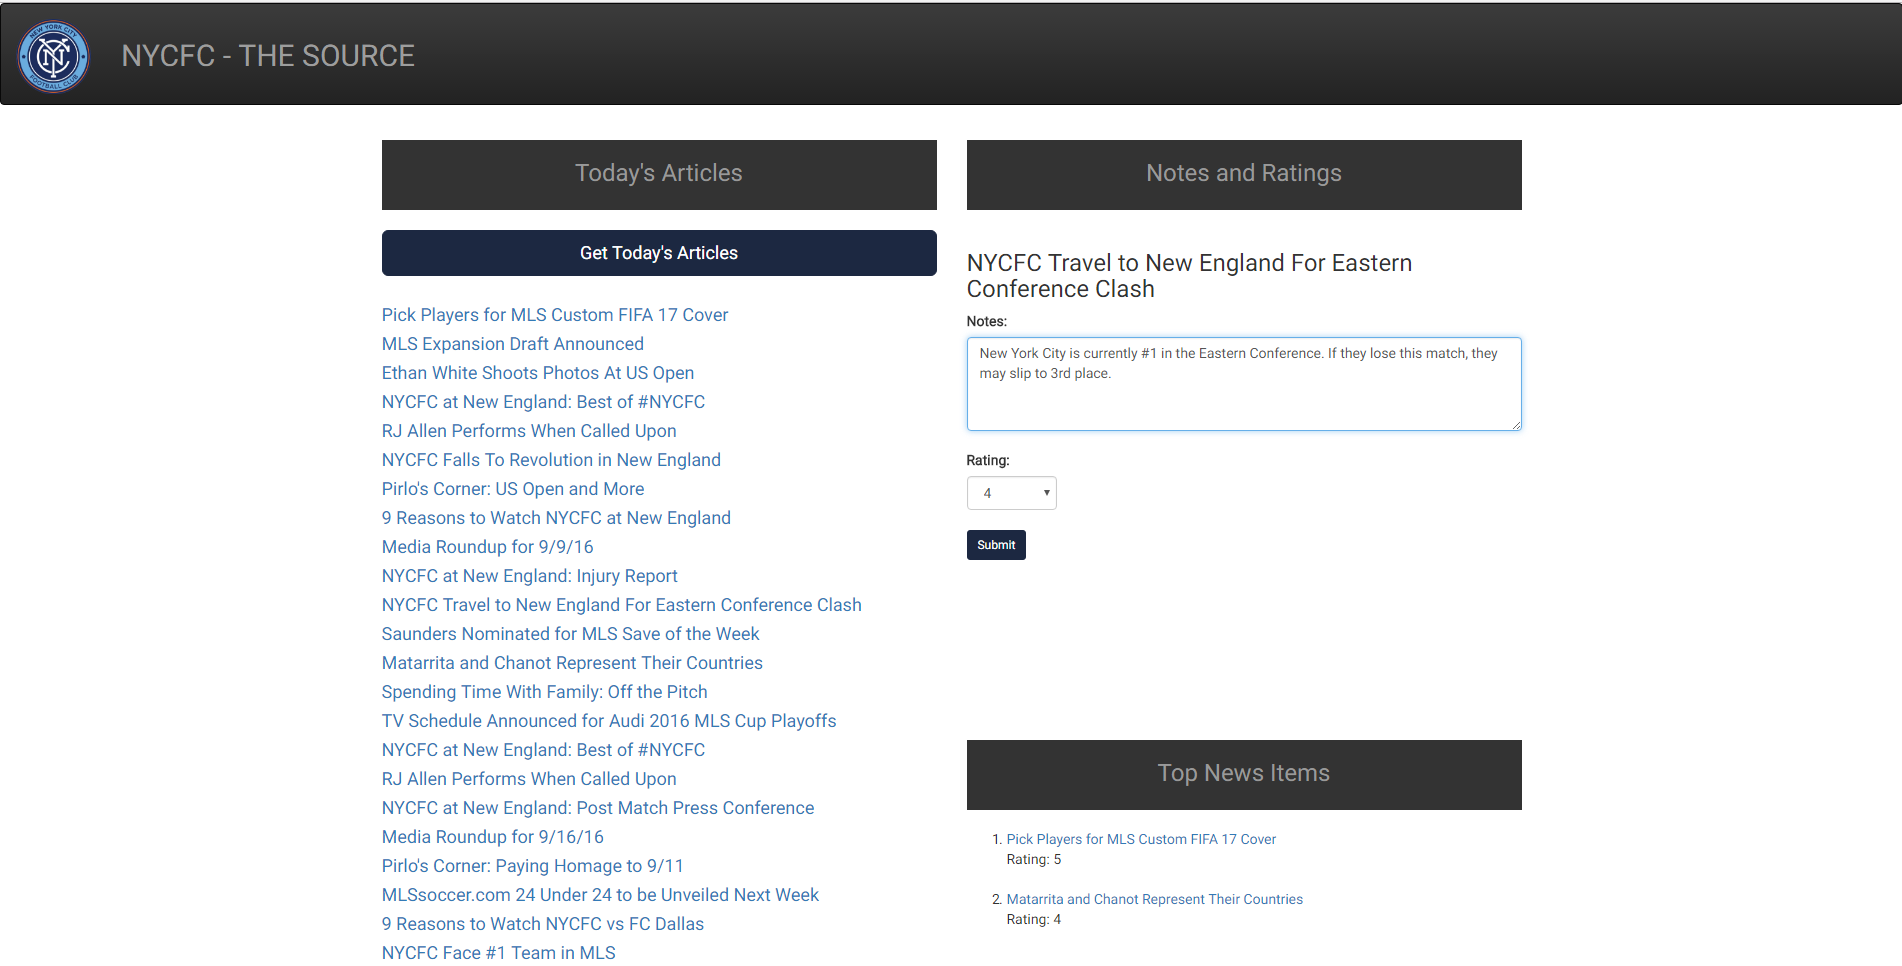 NEW YORK CITY
FOOTBALL CLUB
NYCFC - THE SOURCE
Today's Articles
Get Today's Articles
Pick Players for MLS Custom FIFA 17 Cover
MLS Expansion Draft Announced
Ethan White Shoots Photos At US Open
NYCFC at New England: Best of #NYCFC
RJ Allen Performs When Called Upon
NYCFC Falls To Revolution in New England
Pirlo's Corner: US Open and More
9 Reasons to Watch NYCFC at New England
Media Roundup for 9/9/16
NYCFC at New England: Injury Report
NYCFC Travel to New England For Eastern Conference Clash
Saunders Nominated for MLS Save of the Week
Matarrita and Chanot Represent Their Countries
Spending Time With Family: Off the Pitch
TV Schedule Announced for Audi 2016 MLS Cup Playoffs
NYCFC at New England: Best of #NYCFC
RJ Allen Performs When Called Upon
NYCFC at New England: Post Match Press Conference
Media Roundup for 9/16/16
Pirlo's Corner: Paying Homage to 9/11
MLSsoccer.com 24 Under 24 to be Unveiled Next Week
9 Reasons to Watch NYCFC vs FC Dallas
NYCFC Face #1 Team in MLS
Notes and Ratings
NYCFC Travel to New England For Eastern
Conference Clash
Notes:
New York City is currently #1 in the Eastern Conference. If they lose this match, they
may slip to 3rd place.
Rating:
4
Submit
Top News Items
1. Pick Players for MLS Custom FIFA 17 Cover
Rating: 5
2. Matarrita and Chanot Represent Their Countries
Rating: 4